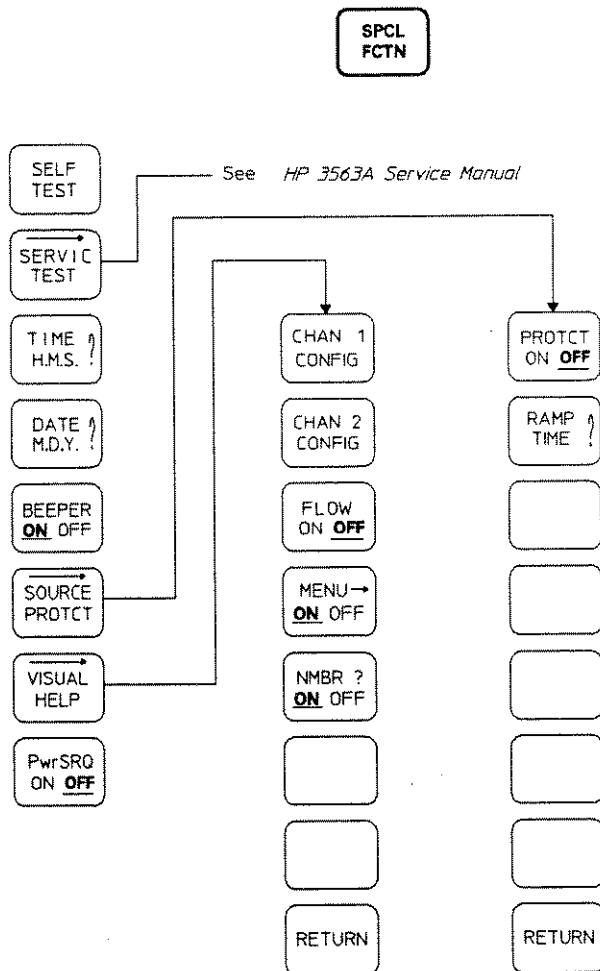 SPCL
FCTN
SELF
TEST
See HP 3563A Service Manual
SERVIC
TEST
TIME ?
H.M.S.
DATE ?
M.D.Y.
BEEPER
ON OFF
SOURCE
PROTCT
VISUAL
HELP
PwrSRQ
ON OFF
CHAN 1
CONFIG
CHAN 2
CONFIG
FLOW
ON OFF
MENU→
ON OFF
NMBR ?
ON OFF
RETURN
PROTCT
ON OFF
RAMP ?
TIME
RETURN